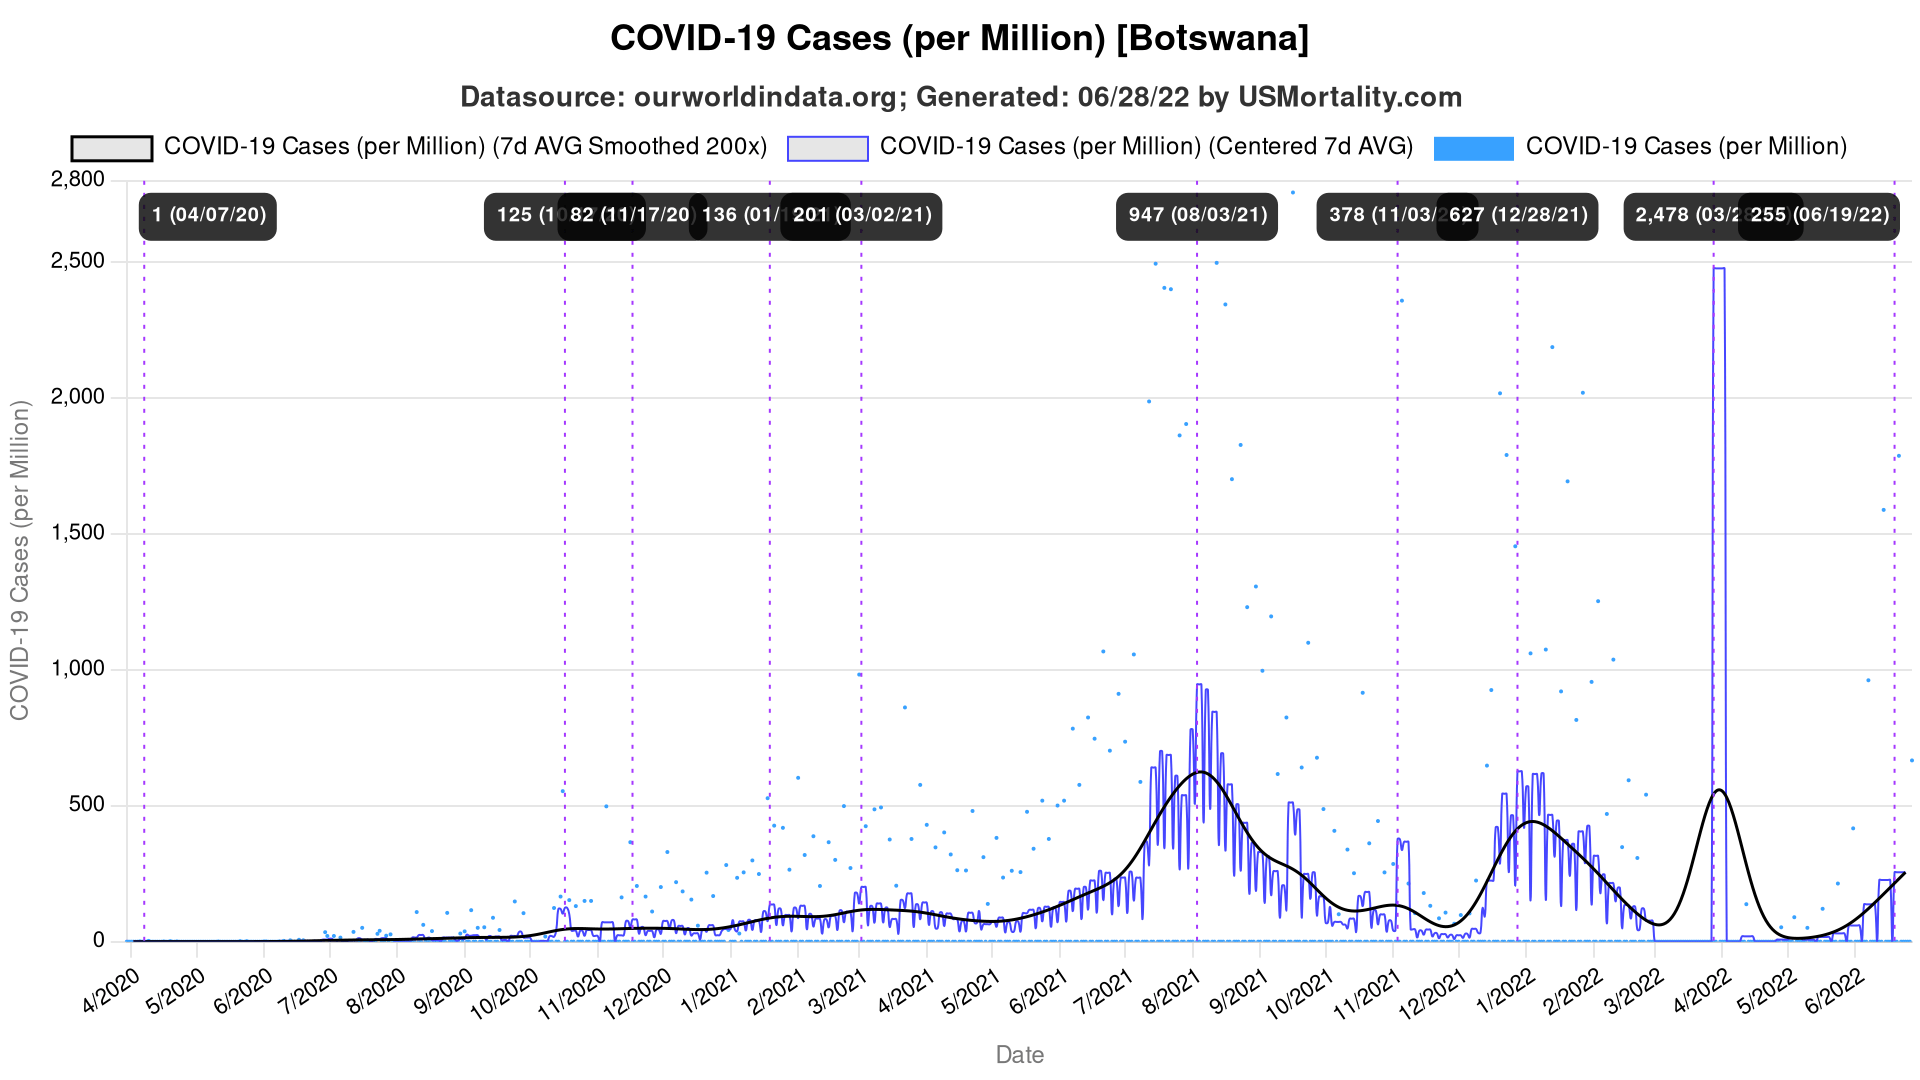 COVID-19 Cases (per Million) [Botswana]
Datasource: ourworldindata.org; Generated: 06/28/22 by USMortality.com
COVID-19 Cases (per Million) (7d AVG Smoothed 200x) COVID-19 Cases (per Million) (Centered 7d AVG) COVID-19 Cases (per Million)
2,800
1 (04/07/20) 125 (10 82 (11/17/20) 136 (01/1 201 (03/02/21) 947 (08/03/21) 378 (11/03/ 627 (12/28/21) 2,478 (03/2 255 (06/19/22)
2,500
2,000
1,500
1,000
500
0
COVID-19 Cases (per Million)
4/2020 5/2020 6/2020 7/2020 8/2020 9/2020 10/2020 11/2020 12/2020 1/2021 2/2021 3/2021 4/2021 5/2021 6/2021 7/2021 8/2021 9/2021 10/2021 11/2021 12/2021 1/2022 2/2022 3/2022 4/2022 5/2022 6/2022
Date